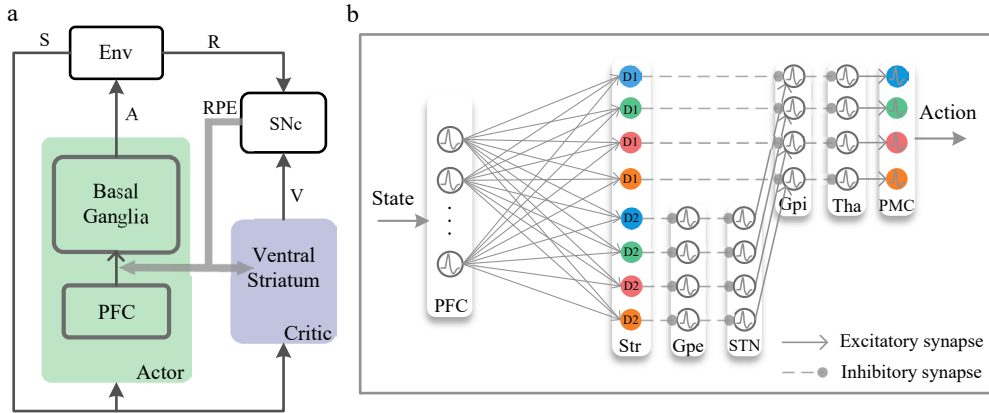 a
S
Env
R
A
RPE
SNc
Basal
Ganglia
V
Ventral
Striatum
PFC
Critic
Actor
b
State
PFC
D1
D1
D1
D1
D2
D2
D2
D2
Str
Gpe
STN
Gpi
Tha
PMC
Action
Excitatory synapse
Inhibitory synapse